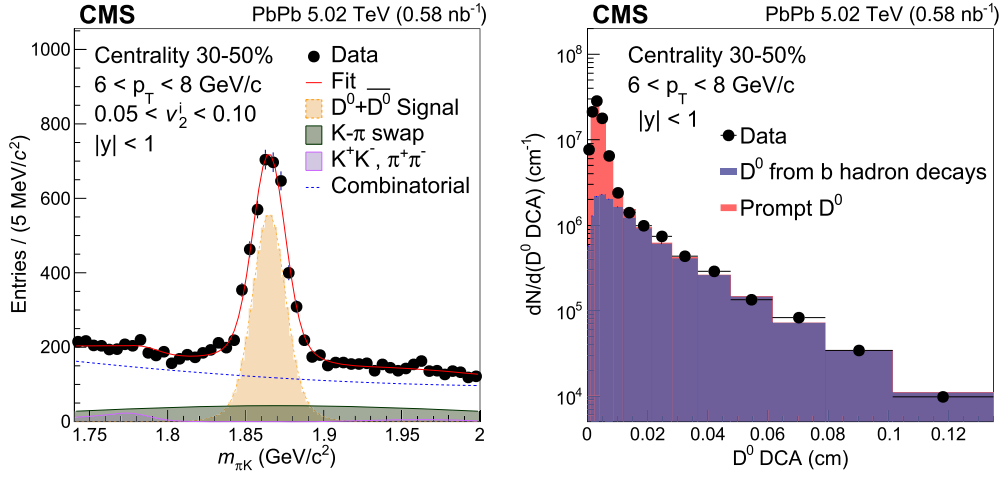 CMS PbPb 5.02 TeV (0.58 nb⁻¹)
Entries / (5 MeV/c²)
1000
800
600
400
200
0
Centrality 30-50%
6 < p_T < 8 GeV/c
0.05 < v₂ⁱ < 0.10
|y| < 1
Data
Fit
D⁰+D̅⁰ Signal
K-π swap
K⁺K⁻, π⁺π⁻
Combinatorial
1.75 1.8 1.85 1.9 1.95 2
m_πK (GeV/c²)
CMS PbPb 5.02 TeV (0.58 nb⁻¹)
dN/d(D⁰ DCA) (cm⁻¹)
10⁸
10⁷
10⁶
10⁵
10⁴
Centrality 30-50%
6 < p_T < 8 GeV/c
|y| < 1
Data
D⁰ from b hadron decays
Prompt D⁰
0 0.02 0.04 0.06 0.08 0.1 0.12
D⁰ DCA (cm)